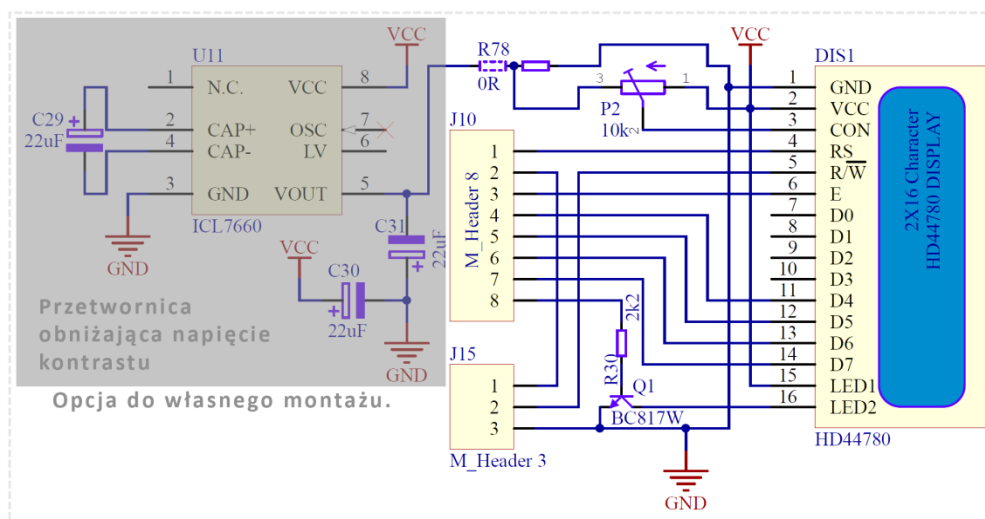 U11
1
N.C.
VCC
8
2
CAP+
OSC
7
4
CAP-
LV
6
3
GND
VOUT
5
ICL7660
C29
22uF
GND
VCC
C31
22uF
VCC
C30
22uF
GND
Przetwornica
obniżająca napięcie
kontrastu
Opcja do własnego montażu.
R78
0R
3
1
P2
10k
2
J10
1
2
3
4
5
6
7
8
M_Header 8
J15
1
2
3
M_Header 3
2k2
R30
Q1
BC817W
GND
VCC
DIS1
1
GND
2
VCC
3
CON
4
RS
5
R/W
6
E
7
D0
8
D1
9
D2
10
D3
11
D4
12
D5
13
D6
14
D7
15
LED1
16
LED2
2X16 Character
HD44780 DISPLAY
HD44780